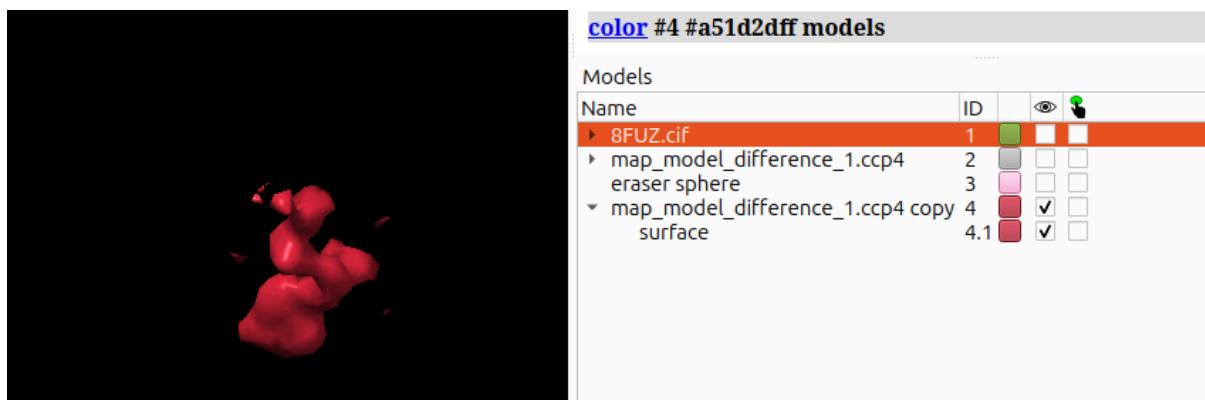 color #4 #a51d2dff models
Models
Name ID
8FUZ.cif 1
map_model_difference_1.ccp4 2
eraser sphere 3
map_model_difference_1.ccp4 copy 4
surface 4.1